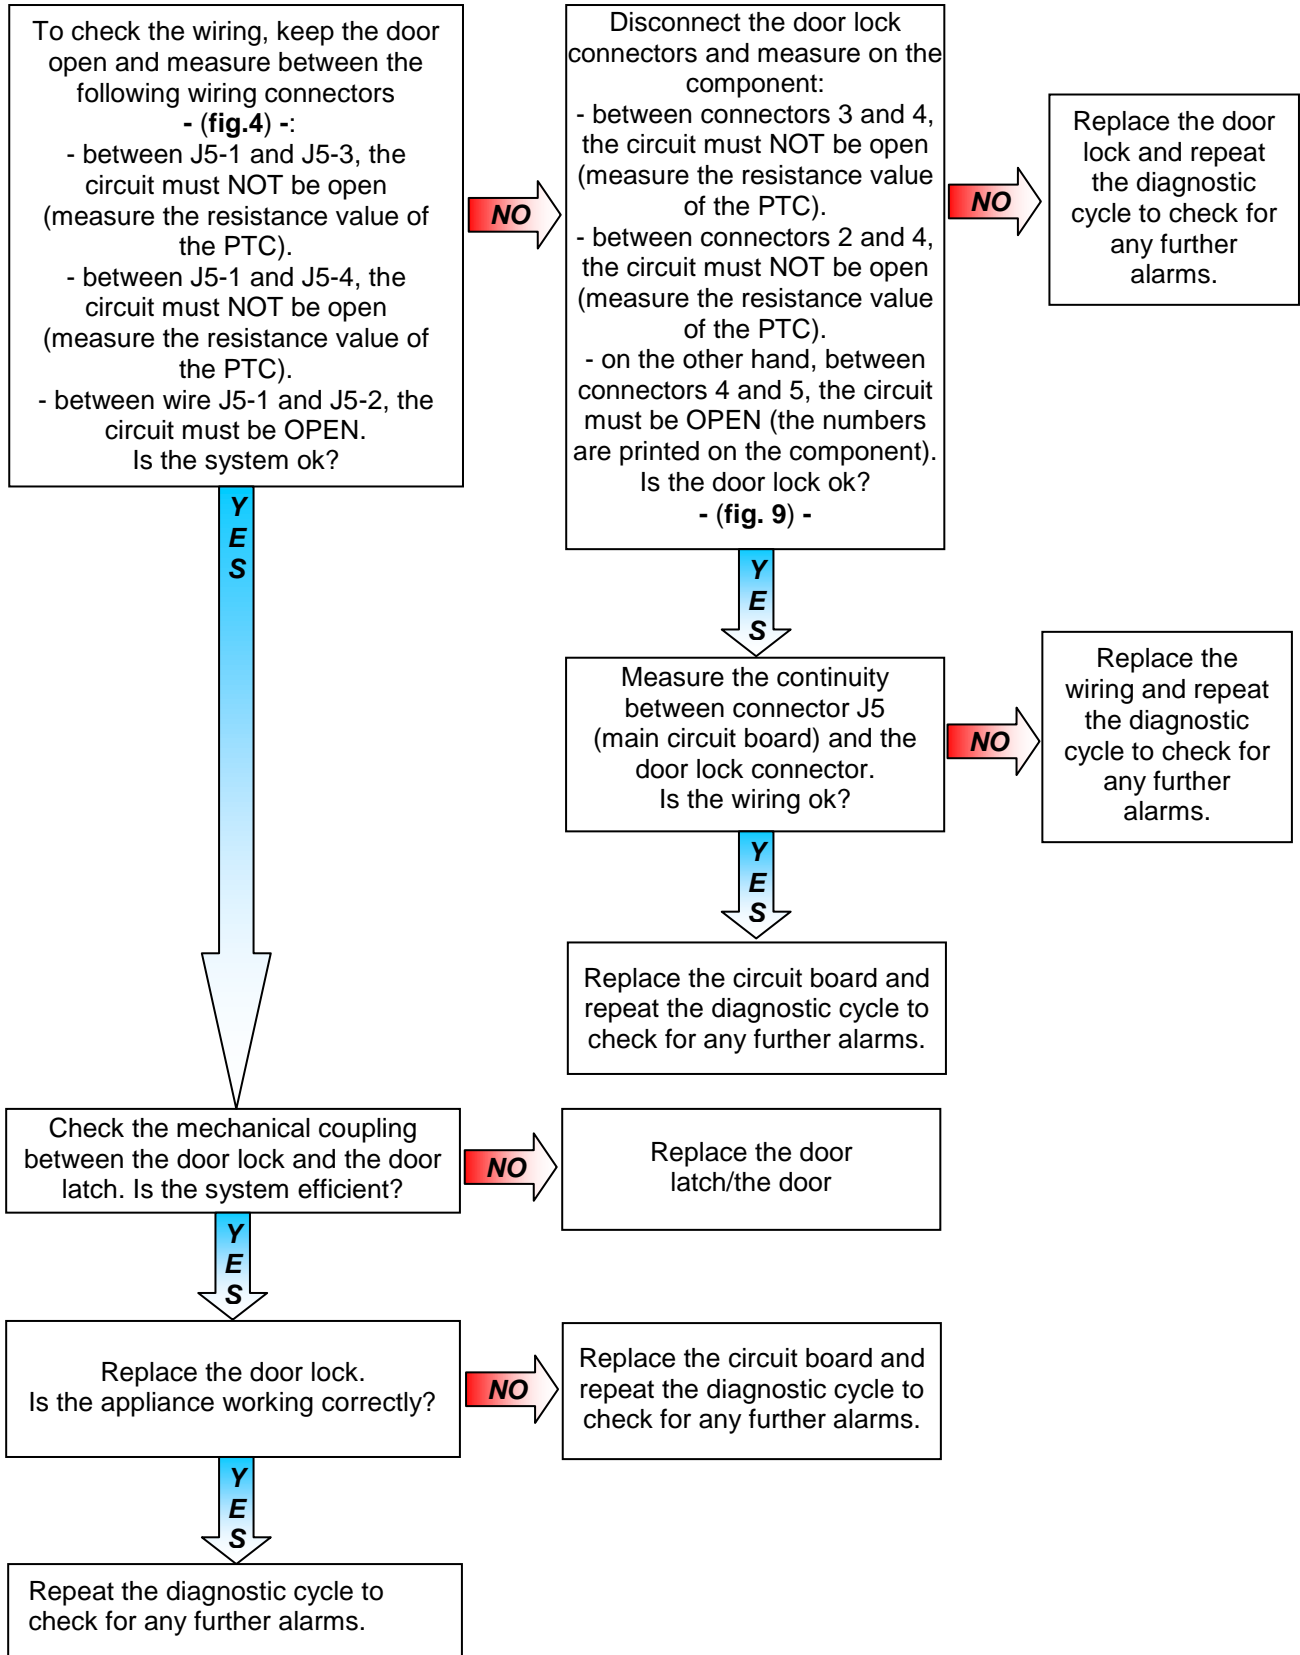 To check the wiring, keep the door
open and measure between the
following wiring connectors
- (fig.4) -:
- between J5-1 and J5-3, the
circuit must NOT be open
(measure the resistance value of
the PTC).
- between J5-1 and J5-4, the
circuit must NOT be open
(measure the resistance value of
the PTC).
- between wire J5-1 and J5-2, the
circuit must be OPEN.
Is the system ok?
NO
Disconnect the door lock
connectors and measure on the
component:
- between connectors 3 and 4,
the circuit must NOT be open
(measure the resistance value
of the PTC).
- between connectors 2 and 4,
the circuit must NOT be open
(measure the resistance value
of the PTC).
- on the other hand, between
connectors 4 and 5, the circuit
must be OPEN (the numbers
are printed on the component).
Is the door lock ok?
- (fig. 9) -
NO
Replace the door
lock and repeat
the diagnostic
cycle to check for
any further
alarms.
Y
E
S
Y
E
S
Measure the continuity
between connector J5
(main circuit board) and the
door lock connector.
Is the wiring ok?
NO
Replace the
wiring and repeat
the diagnostic
cycle to check for
any further
alarms.
Y
E
S
Replace the circuit board and
repeat the diagnostic cycle to
check for any further alarms.
Check the mechanical coupling
between the door lock and the door
latch. Is the system efficient?
NO
Replace the door
latch/the door
Y
E
S
Replace the door lock.
Is the appliance working correctly?
NO
Replace the circuit board and
repeat the diagnostic cycle to
check for any further alarms.
Y
E
S
Repeat the diagnostic cycle to
check for any further alarms.